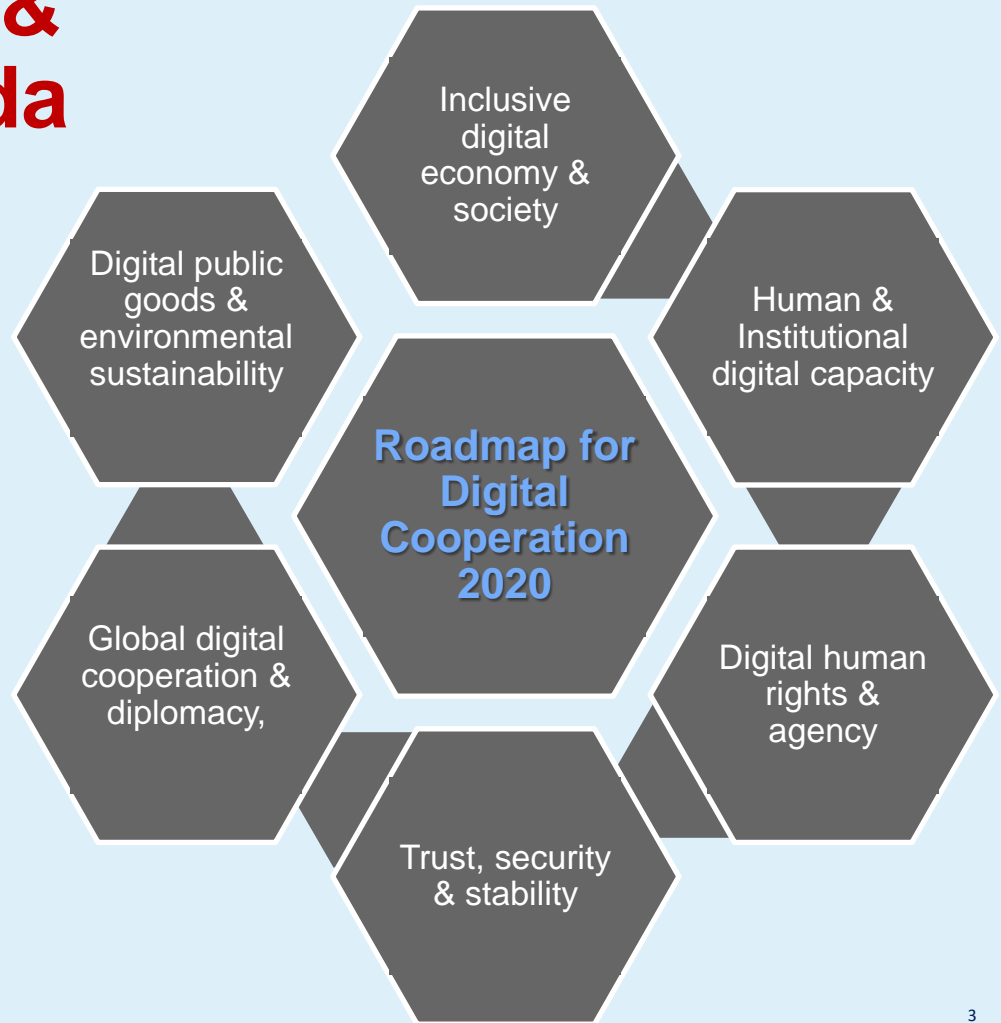 &
da
Inclusive
digital
economy &
society
Human &
Institutional
digital capacity
Digital human
rights &
agency
Trust, security
& stability
Global digital
cooperation &
diplomacy,
Digital public
goods &
environmental
sustainability
Roadmap for
Digital
Cooperation
2020
3